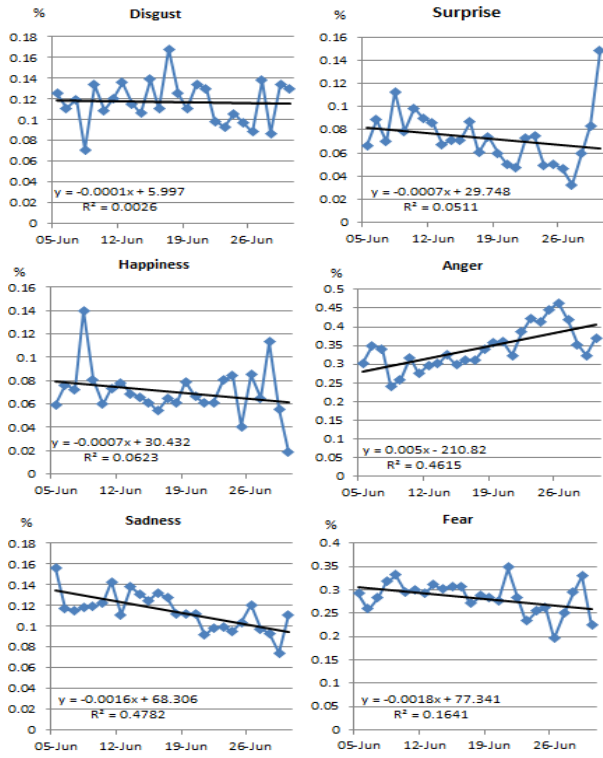 Disgust
%
0.18
0.16
0.14
0.12
0.1
0.08
0.06
0.04
0.02
0
y = -0.0001x + 5.997
R² = 0.0026
05-Jun 12-Jun 19-Jun 26-Jun
Surprise
%
0.16
0.14
0.12
0.1
0.08
0.06
0.04
0.02
0
y = -0.0007x + 29.748
R² = 0.0511
05-Jun 12-Jun 19-Jun 26-Jun
Happiness
%
0.16
0.14
0.12
0.1
0.08
0.06
0.04
0.02
0
y = -0.0007x + 30.432
R² = 0.0623
05-Jun 12-Jun 19-Jun 26-Jun
Anger
%
0.5
0.45
0.4
0.35
0.3
0.25
0.2
0.15
0.1
0.05
0
y = 0.005x - 210.82
R² = 0.4615
05-Jun 12-Jun 19-Jun 26-Jun
Sadness
%
0.18
0.16
0.14
0.12
0.1
0.08
0.06
0.04
0.02
0
y = -0.0016x + 68.306
R² = 0.4782
05-Jun 12-Jun 19-Jun 26-Jun
Fear
%
0.4
0.35
0.3
0.25
0.2
0.15
0.1
0.05
0
y = -0.0018x + 77.341
R² = 0.1641
05-Jun 12-Jun 19-Jun 26-Jun